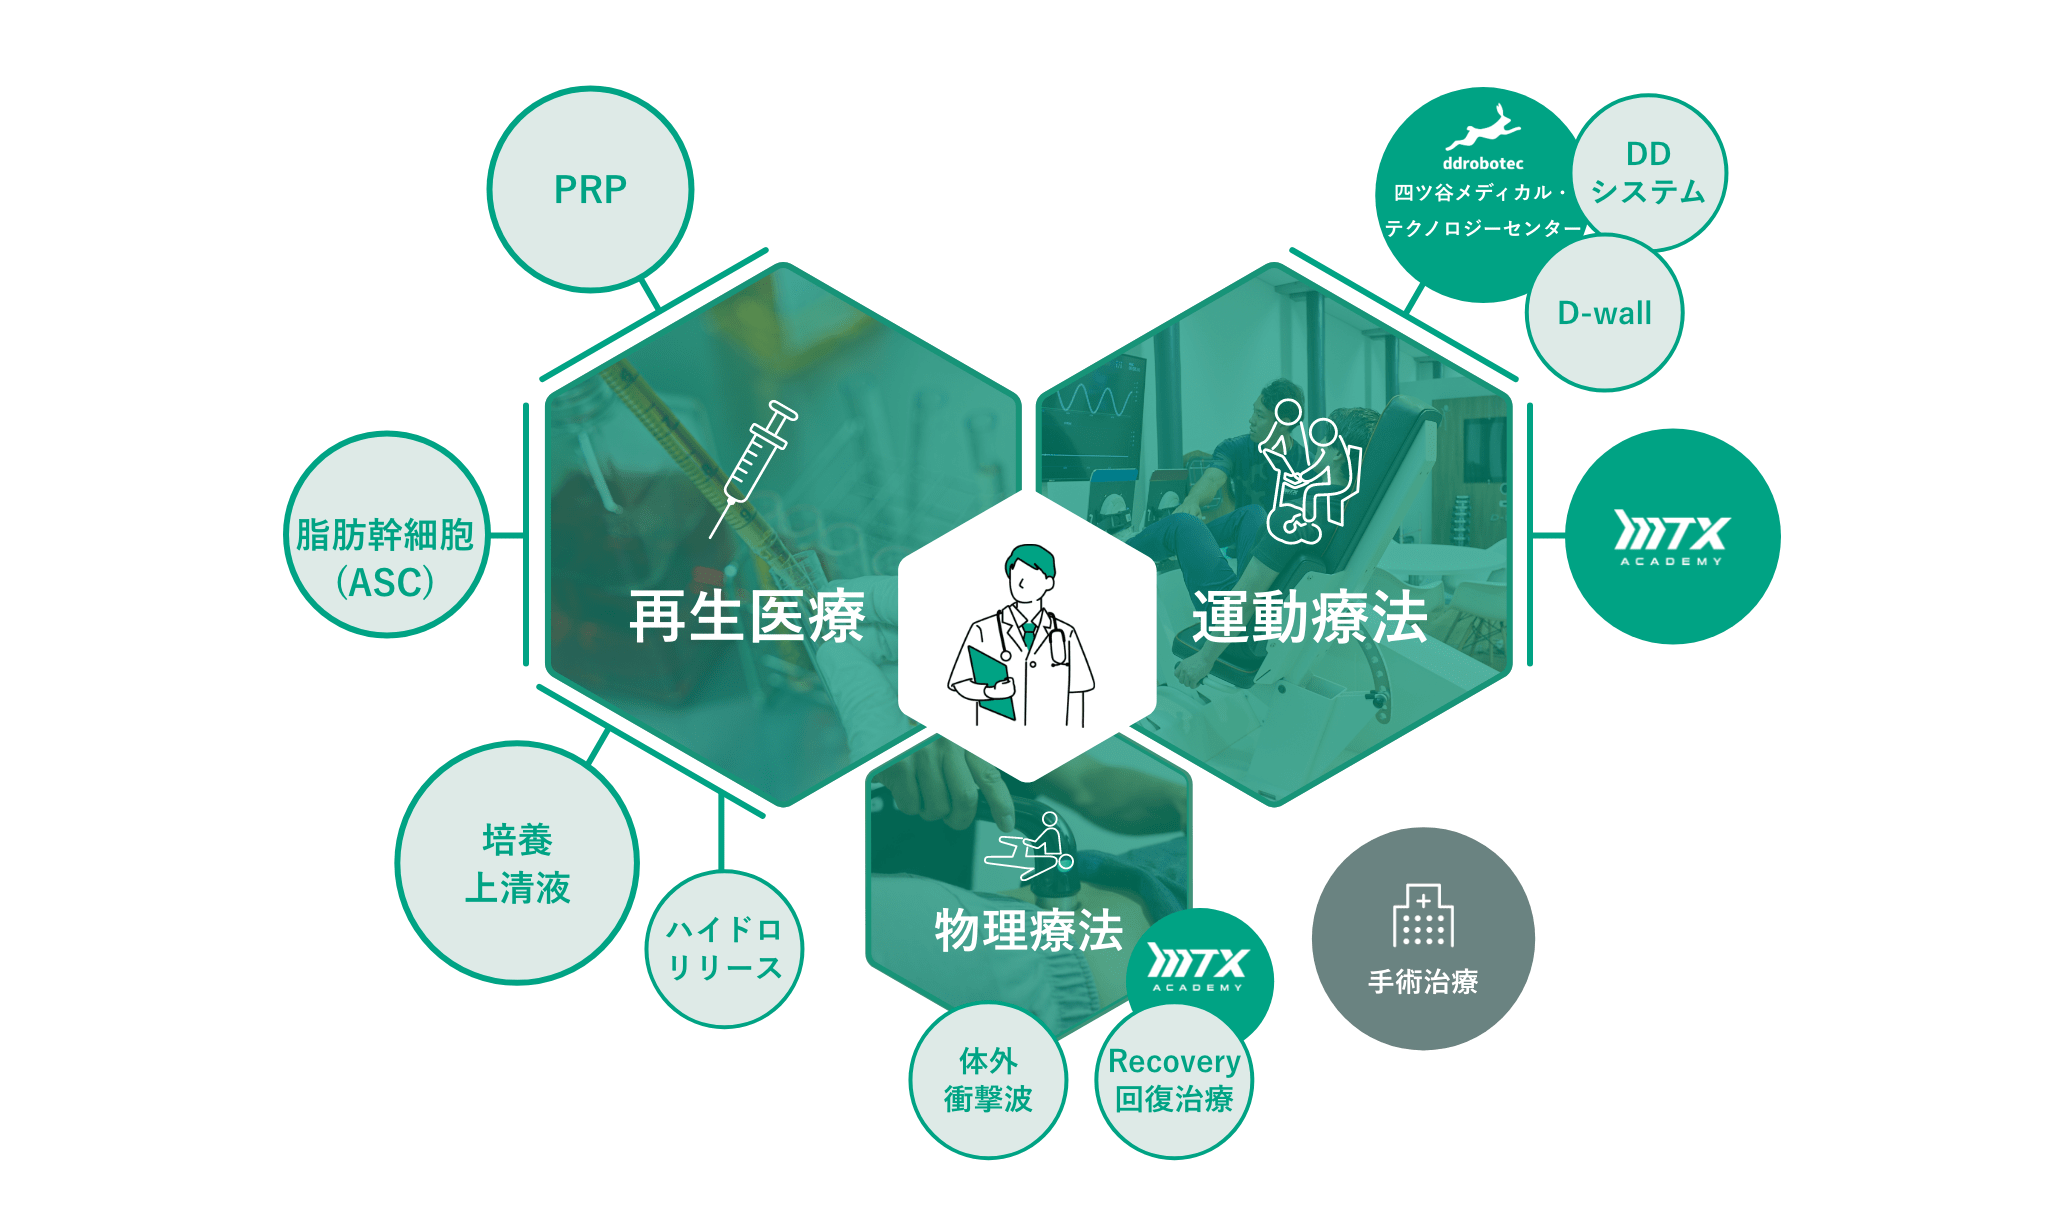 PRP
ddrobotec
四ツ谷メディカル・
テクノロジーセンター
DD
システム
D-wall
脂肪幹細胞
(ASC)
MTX
ACADEMY
再生医療
運動療法
培養
上清液
ハイドロ
リリース
物理療法
MTX
ACADEMY
手術治療
体外
衝撃波
Recovery
回復治療